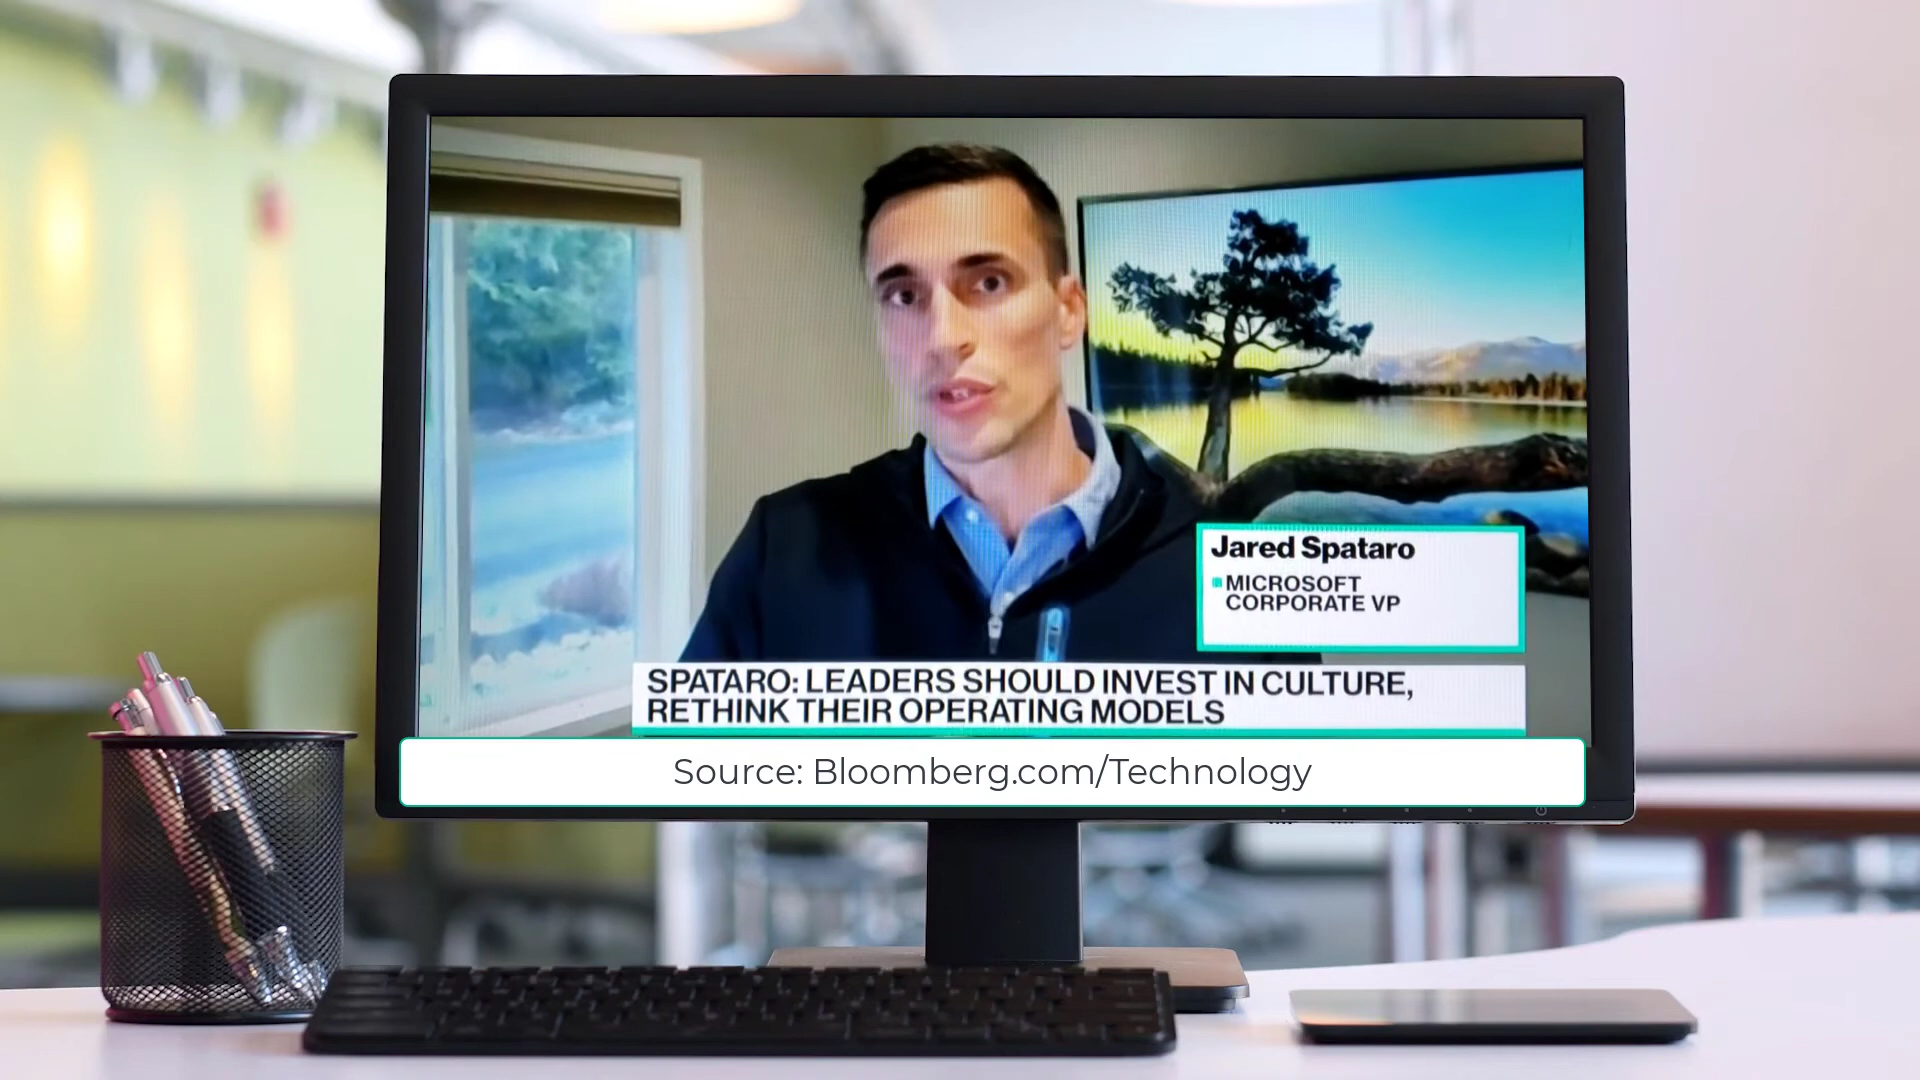 Jared Spataro
MICROSOFT
CORPORATE VP
SPATARO: LEADERS SHOULD INVEST IN CULTURE,
RETHINK THEIR OPERATING MODELS
Source: Bloomberg.com/Technology